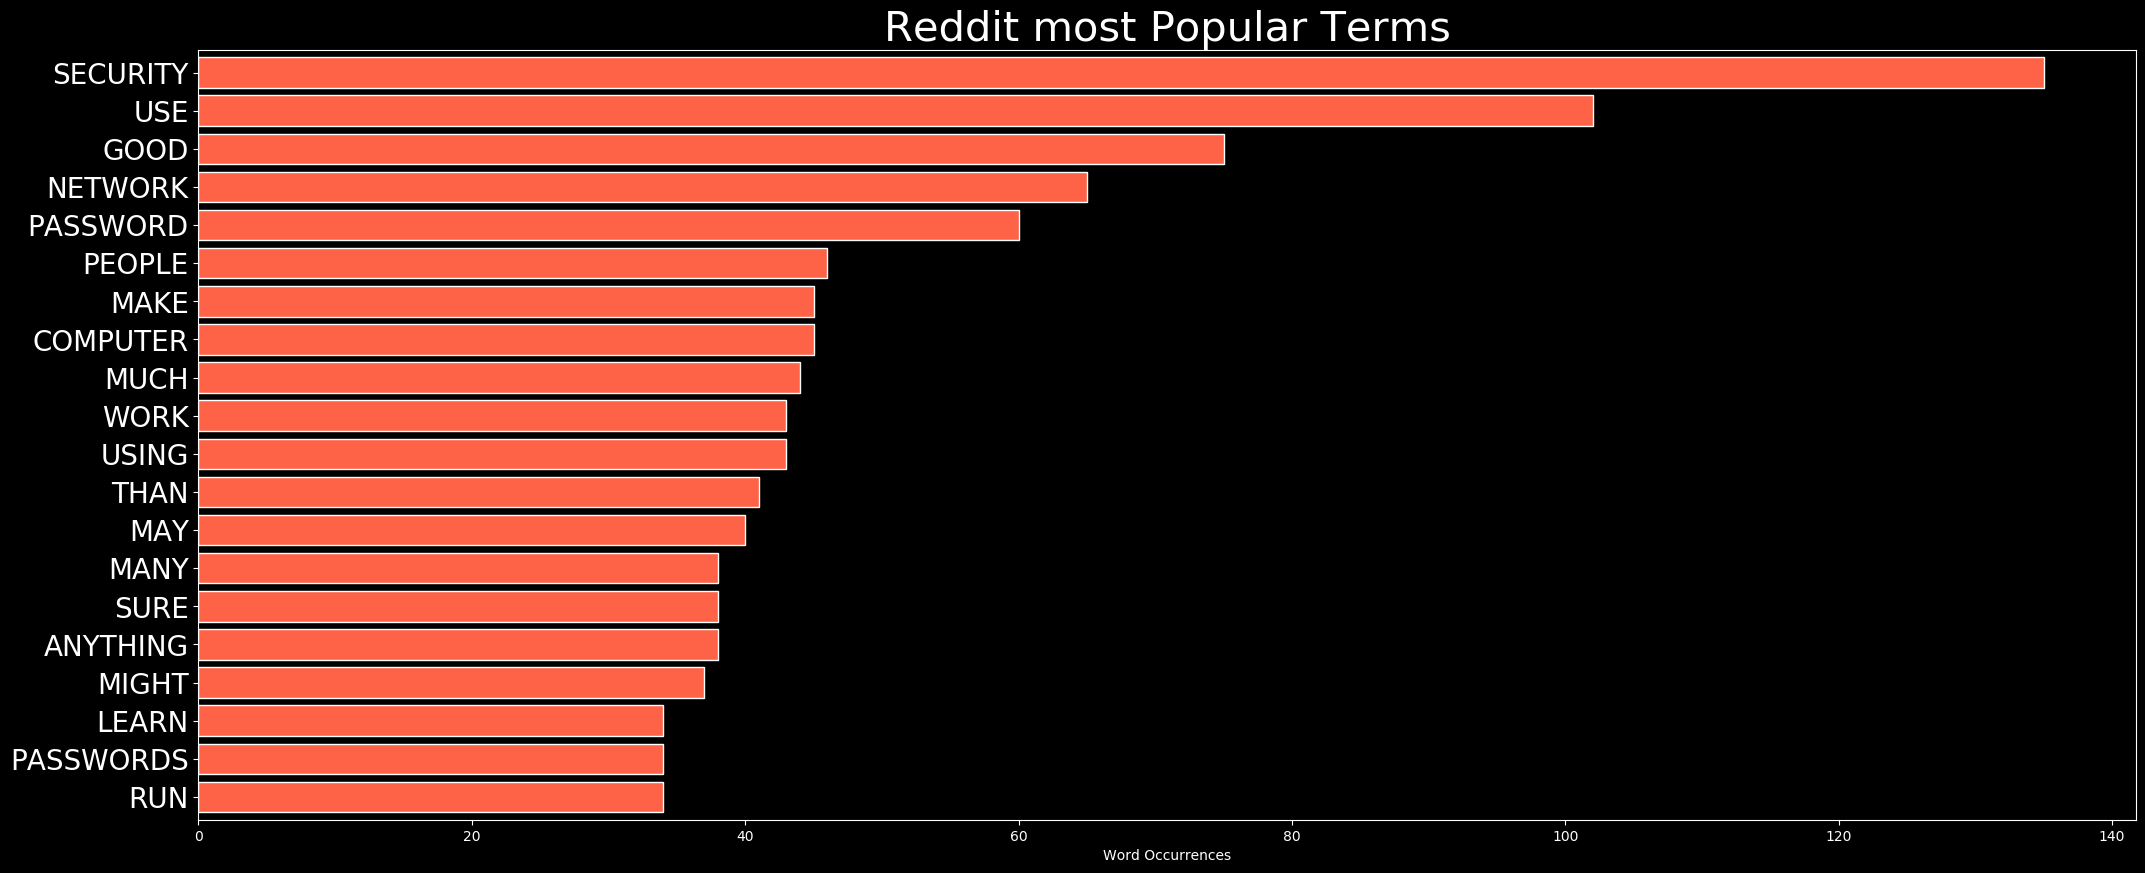 Reddit most Popular Terms
SECURITY
USE
GOOD
NETWORK
PASSWORD
PEOPLE
MAKE
COMPUTER
MUCH
WORK
USING
THAN
MAY
MANY
SURE
ANYTHING
MIGHT
LEARN
PASSWORDS
RUN
0 20 40 60 80 100 120 140
Word Occurrences